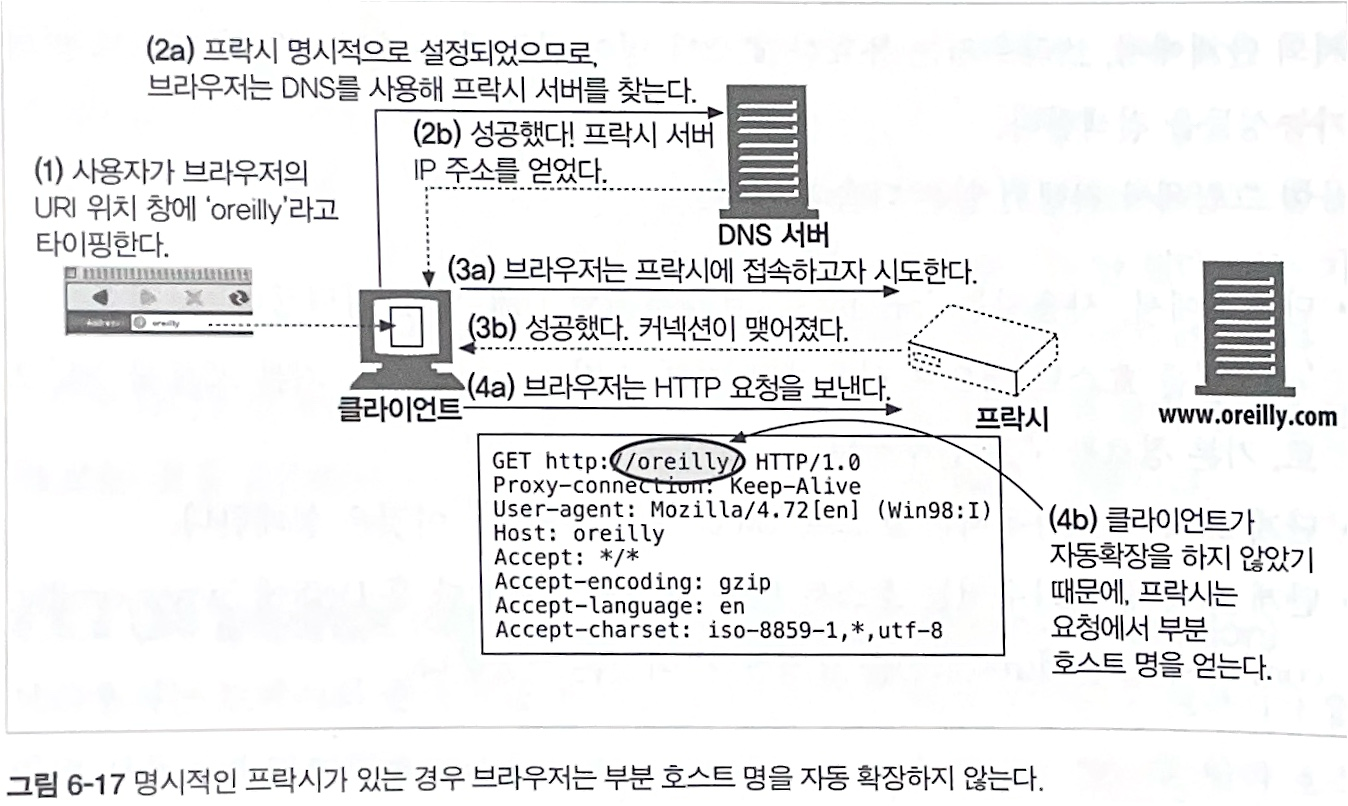 (2a) 프락시 명시적으로 설정되었으므로,
브라우저는 DNS를 사용해 프락시 서버를 찾는다.
(2b) 성공했다! 프락시 서버
IP 주소를 얻었다.
(1) 사용자가 브라우저의
URI 위치 창에 ‘oreilly’라고
타이핑한다.
DNS 서버
(3a) 브라우저는 프락시에 접속하고자 시도한다.
Address
oreilly
(3b) 성공했다. 커넥션이 맺어졌다.
(4a) 브라우저는 HTTP 요청을 보낸다.
클라이언트
프락시
www.oreilly.com
GET http://oreilly/ HTTP/1.0
Proxy-connection: Keep-Alive
User-agent: Mozilla/4.72[en] (Win98:I)
Host: oreilly
Accept: */*
Accept-encoding: gzip
Accept-language: en
Accept-charset: iso-8859-1,*,utf-8
(4b) 클라이언트가
자동확장을 하지 않았기
때문에, 프락시는
요청에서 부분
호스트 명을 얻는다.
그림 6-17 명시적인 프락시가 있는 경우 브라우저는 부분 호스트 명을 자동 확장하지 않는다.